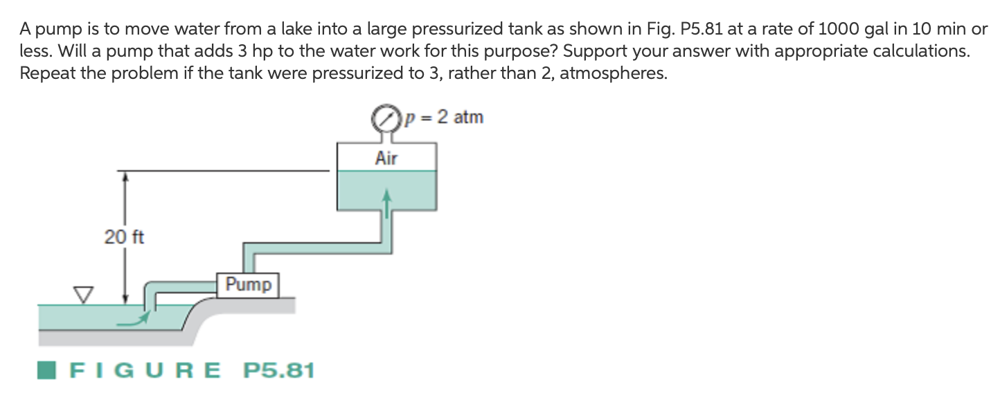 A pump is to move water from a lake into a large pressurized tank as shown in Fig. P5.81 at a rate of 1000 gal in 10 min or
less. Will a pump that adds 3 hp to the water work for this purpose? Support your answer with appropriate calculations.
Repeat the problem if the tank were pressurized to 3, rather than 2, atmospheres.
p = 2 atm
Air
20 ft
Pump
FIGURE P5.81